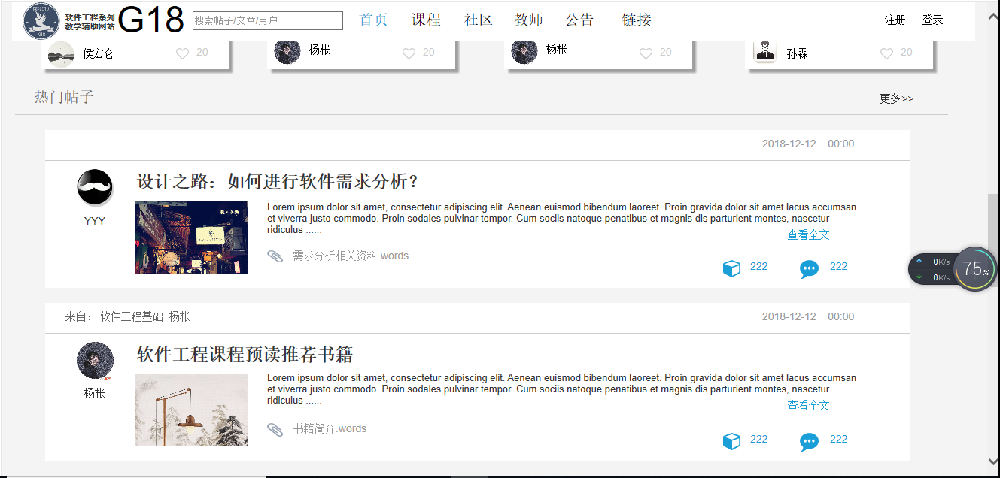 PRD2018
G18
软件工程系列
教学辅助网站
G18
搜索帖子/文章/用户
首页 课程 社区 教师 公告 链接
注册 登录
侯宏仑 20
杨枨 20
杨枨 20
孙霖 20
热门帖子
更多>>
2018-12-12 00:00
设计之路：如何进行软件需求分析？
YYY
Lorem ipsum dolor sit amet, consectetur adipiscing elit. Aenean euismod bibendum laoreet. Proin gravida dolor sit amet lacus accumsan
et viverra justo commodo. Proin sodales pulvinar tempor. Cum sociis natoque penatibus et magnis dis parturient montes, nascetur
ridiculus ......
查看全文
需求分析相关资料.words
222 222
来自： 软件工程基础 杨枨
2018-12-12 00:00
软件工程课程预读推荐书籍
杨枨
Lorem ipsum dolor sit amet, consectetur adipiscing elit. Aenean euismod bibendum laoreet. Proin gravida dolor sit amet lacus accumsan
et viverra justo commodo. Proin sodales pulvinar tempor. Cum sociis natoque penatibus et magnis dis parturient montes, nascetur
ridiculus ......
查看全文
书籍简介.words
222 222
0K/s
0K/s
75%